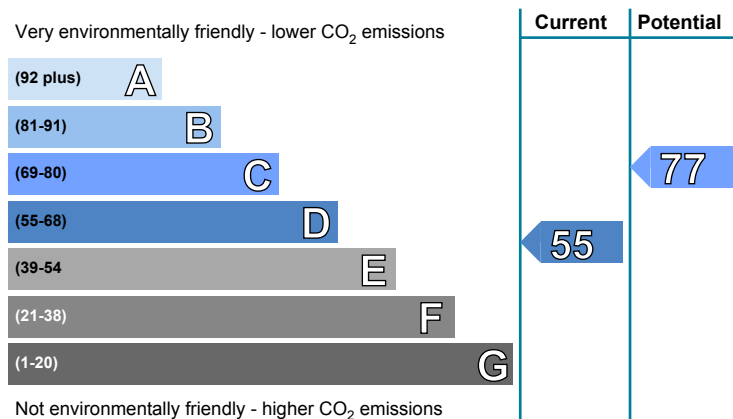 Very environmentally friendly - lower CO₂ emissions
Current
Potential
(92 plus) A
(81-91) B
(69-80) C
77
(55-68) D
55
(39-54 E
(21-38) F
(1-20) G
Not environmentally friendly - higher CO₂ emissions